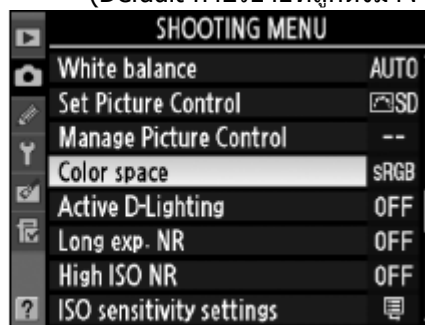 SHOOTING MENU
White balance AUTO
Set Picture Control SD
Manage Picture Control --
Color space sRGB
Active D-Lighting OFF
Long exp. NR OFF
High ISO NR OFF
? ISO sensitivity settings